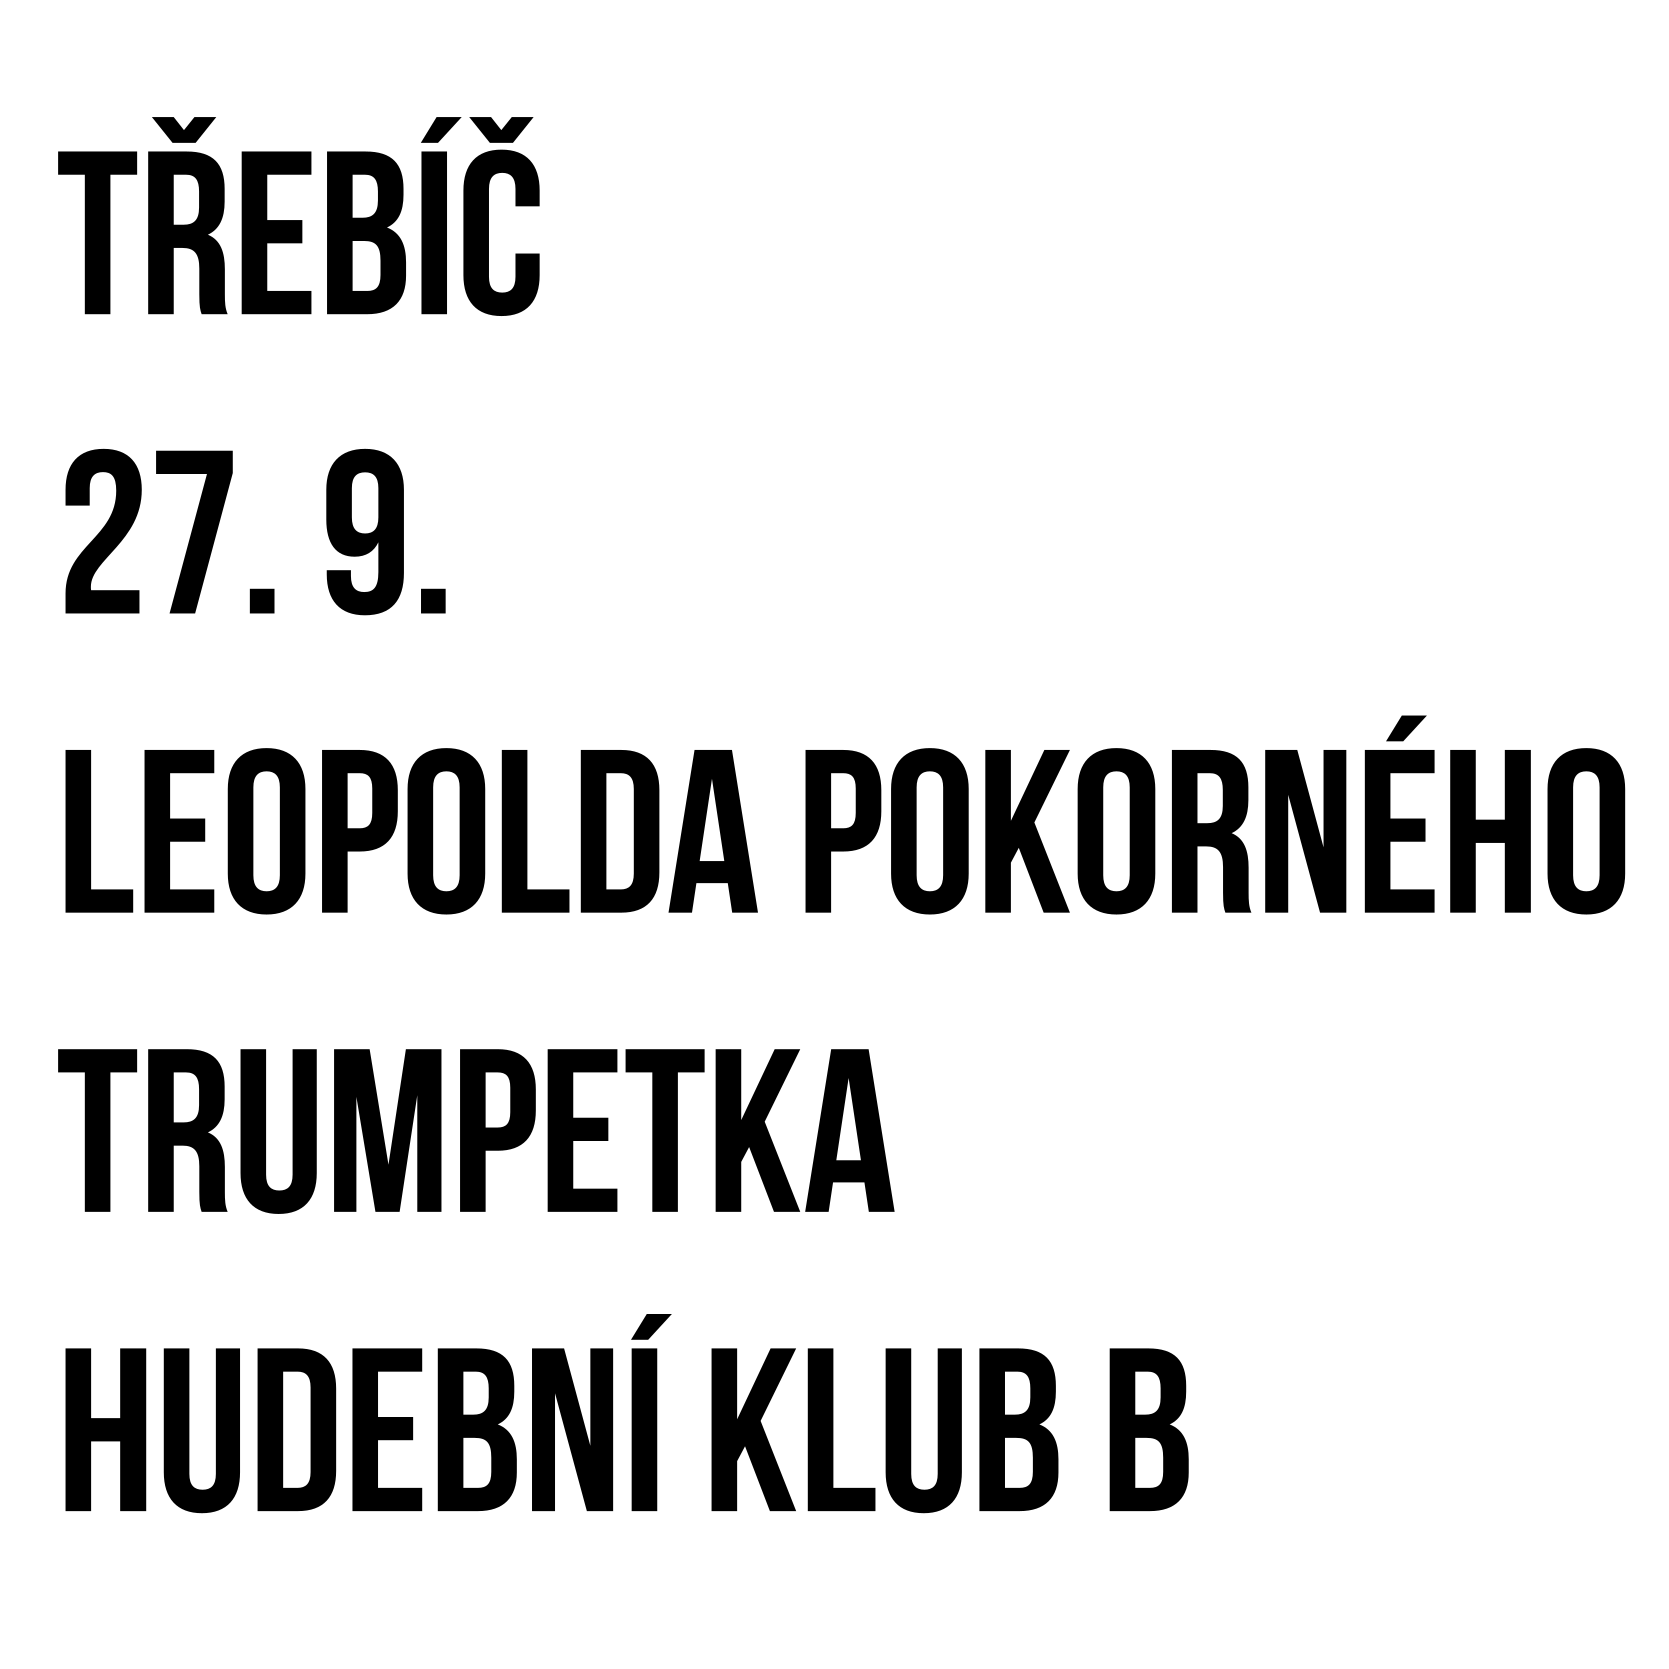 TŘEBÍČ
27. 9.
LEOPOLDA POKORNÉHO
TRUMPETKA
HUDEBNÍ KLUB B